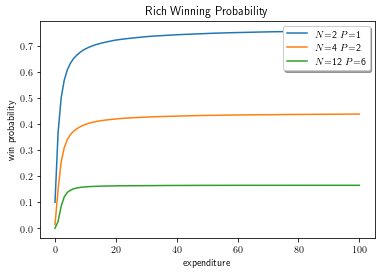 Rich Winning Probability
N=2 P=1
N=4 P=2
N=12 P=6
win probability
0.7
0.6
0.5
0.4
0.3
0.2
0.1
0.0
0 20 40 60 80 100
expenditure